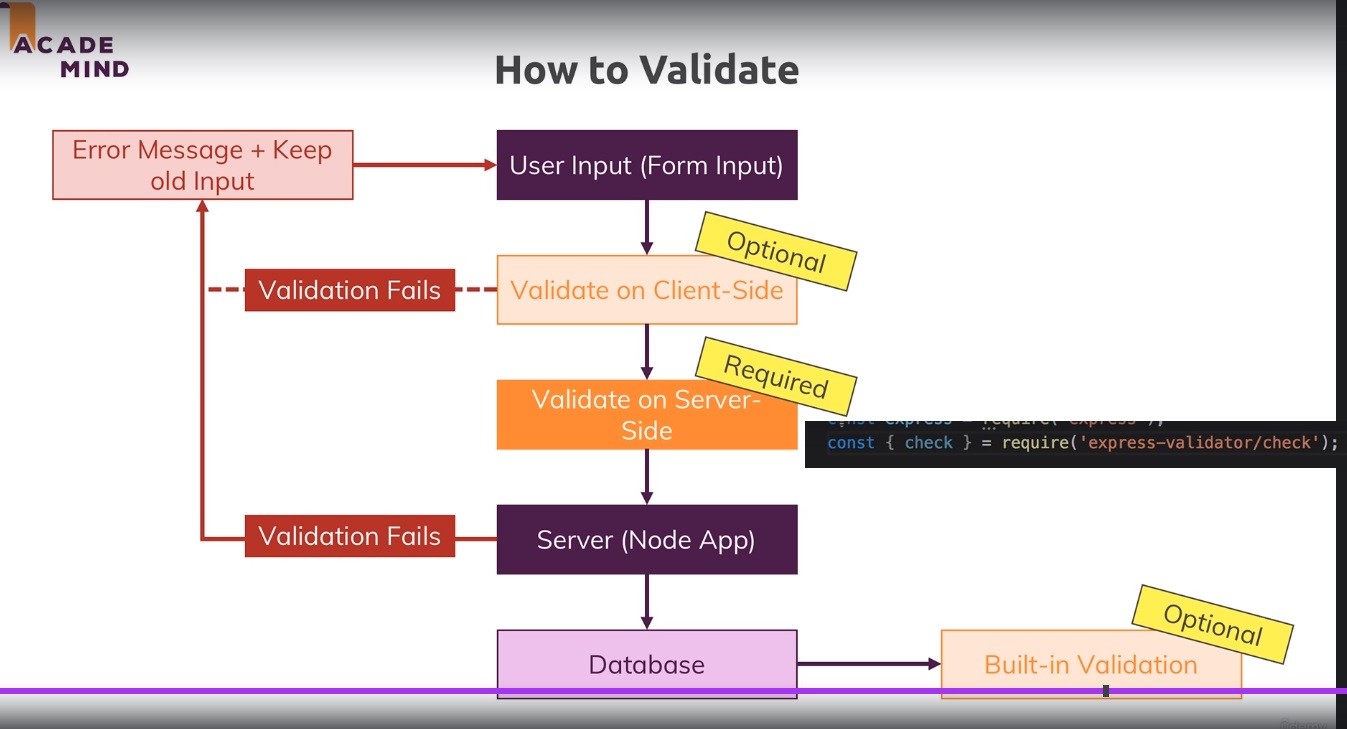 ACADE
MIND
How to Validate
Error Message + Keep
old Input
User Input (Form Input)
Optional
Validation Fails
Validate on Client-Side
Required
Validate on Server-
Side
const express = require('express');
const { check } = require('express-validator/check');
Validation Fails
Server (Node App)
Optional
Database
Built-in Validation
Udemy